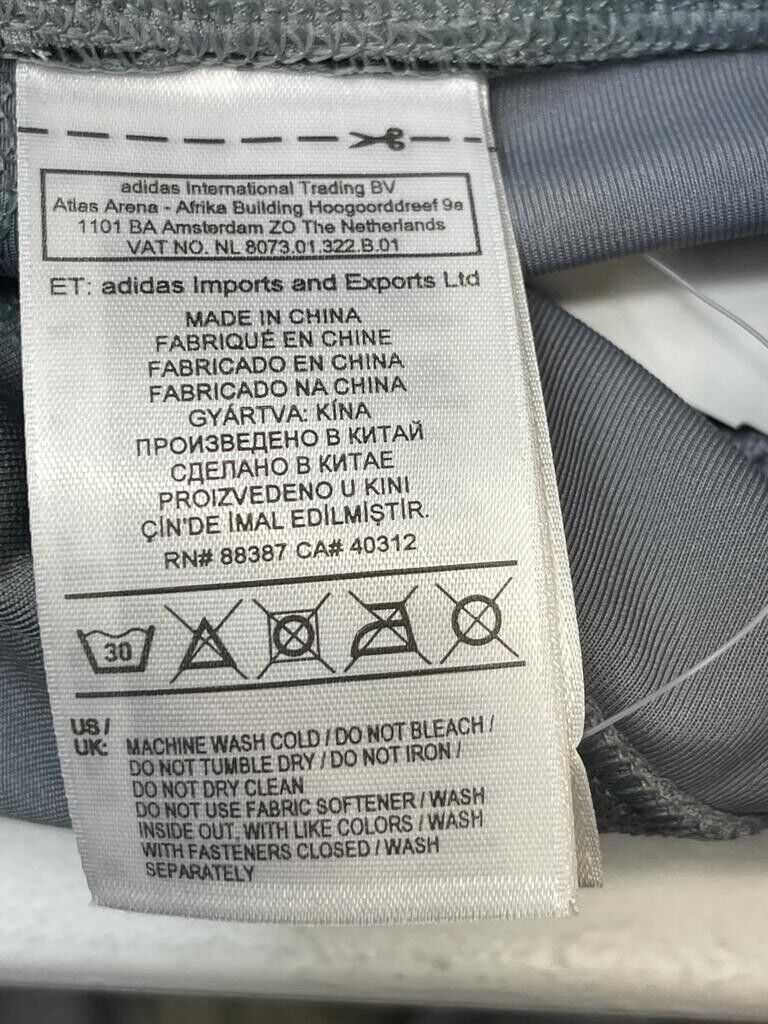 adidas International Trading BV
Atlas Arena - Afrika Building Hoogoorddreef 9a
1101 BA Amsterdam ZO The Netherlands
VAT NO. NL 8073.01.322.B.01
ET: adidas Imports and Exports Ltd
MADE IN CHINA
FABRIQUÉ EN CHINE
FABRICADO EN CHINA
FABRICADO NA CHINA
GYÁRTVA: KÍNA
ПРОИЗВЕДЕНО В КИТАЙ
СДЕЛАНО В КИТАЕ
PROIZVEDENO U KINI
ÇİN'DE İMAL EDİLMİŞTİR.
RN# 88387 CA# 40312
30
US/
UK: MACHINE WASH COLD / DO NOT BLEACH /
DO NOT TUMBLE DRY / DO NOT IRON /
DO NOT DRY CLEAN
DO NOT USE FABRIC SOFTENER / WASH
INSIDE OUT, WITH LIKE COLORS / WASH
WITH FASTENERS CLOSED / WASH
SEPARATELY